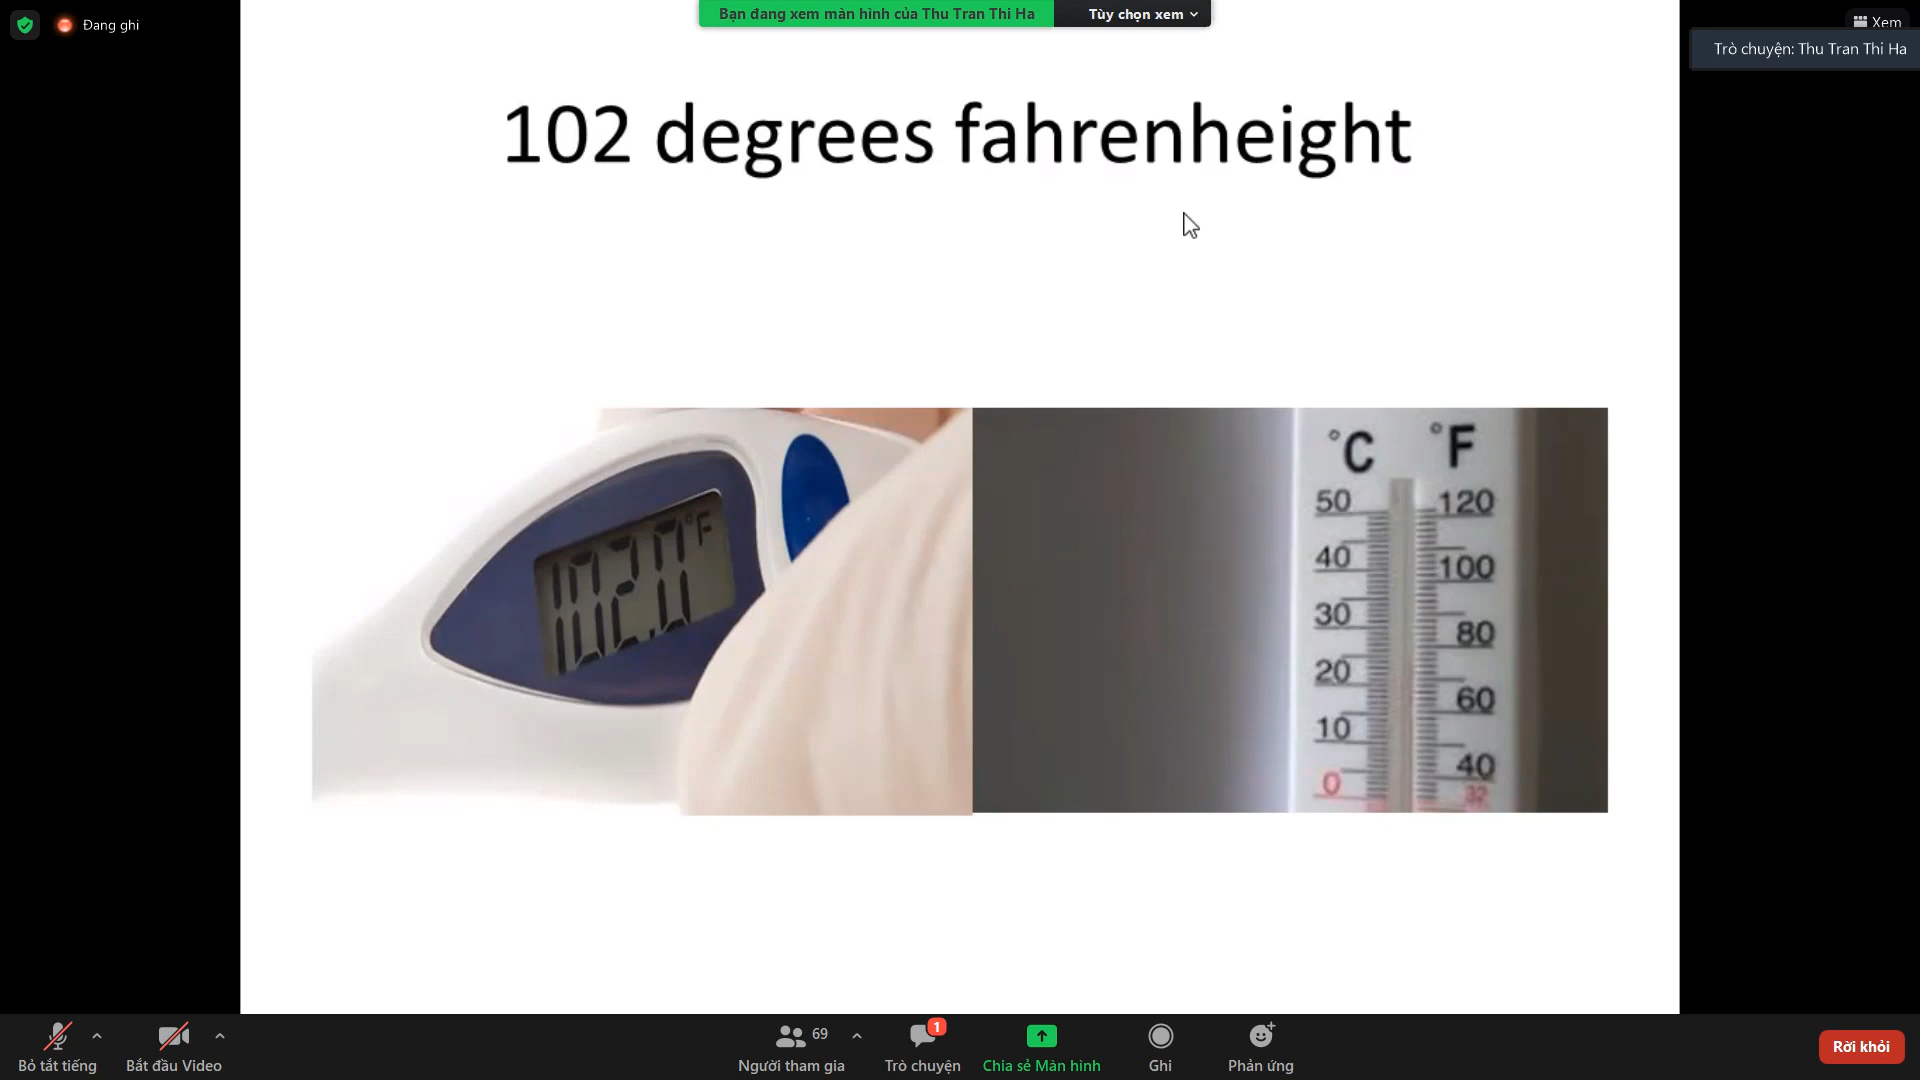 Đang ghi
Bạn đang xem màn hình của Thu Tran Thi Ha
Tùy chọn xem
Xem
Trò chuyện: Thu Tran Thi Ha
102 degrees fahrenheight
102.0°F
°C °F
50 120
40 100
30 80
20 60
10 40
0 32
Bỏ tắt tiếng
Bắt đầu Video
69
Người tham gia
1
Trò chuyện
Chia sẻ Màn hình
Ghi
Phản ứng
Rời khỏi